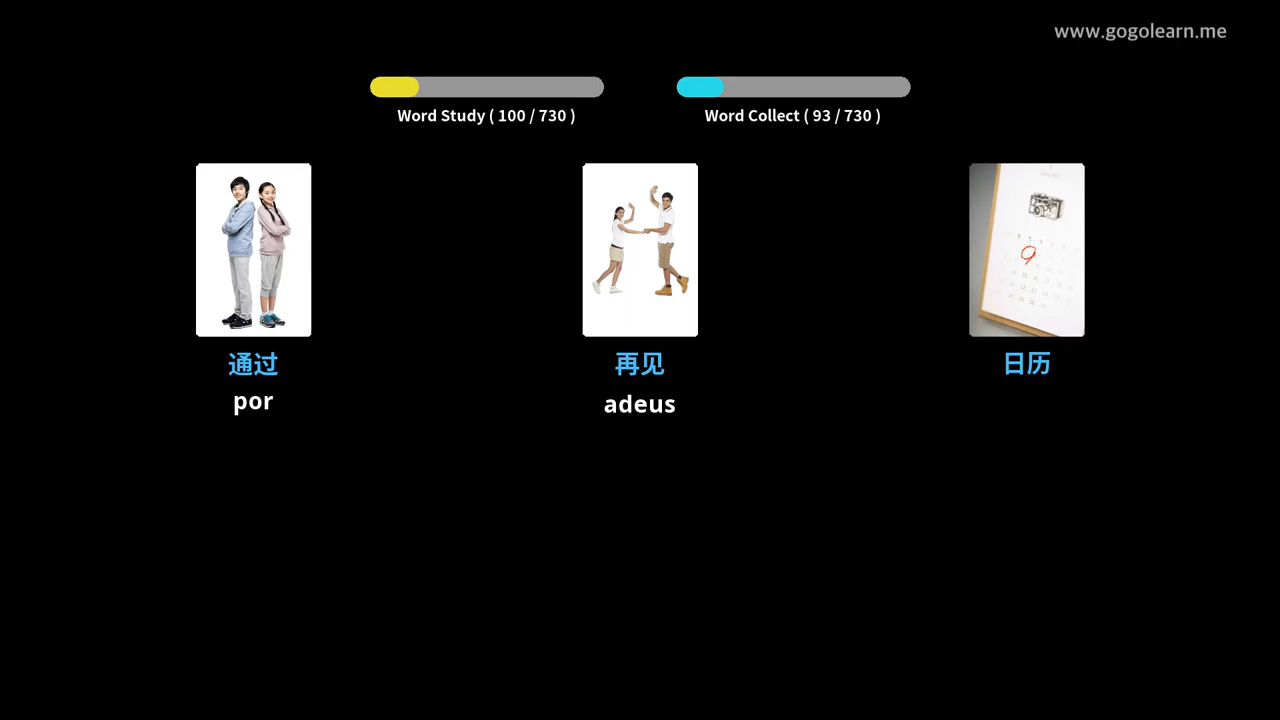 www.gogolearn.me
Word Study ( 100 / 730 )
Word Collect ( 93 / 730 )
通过
再见
日历
por
adeus